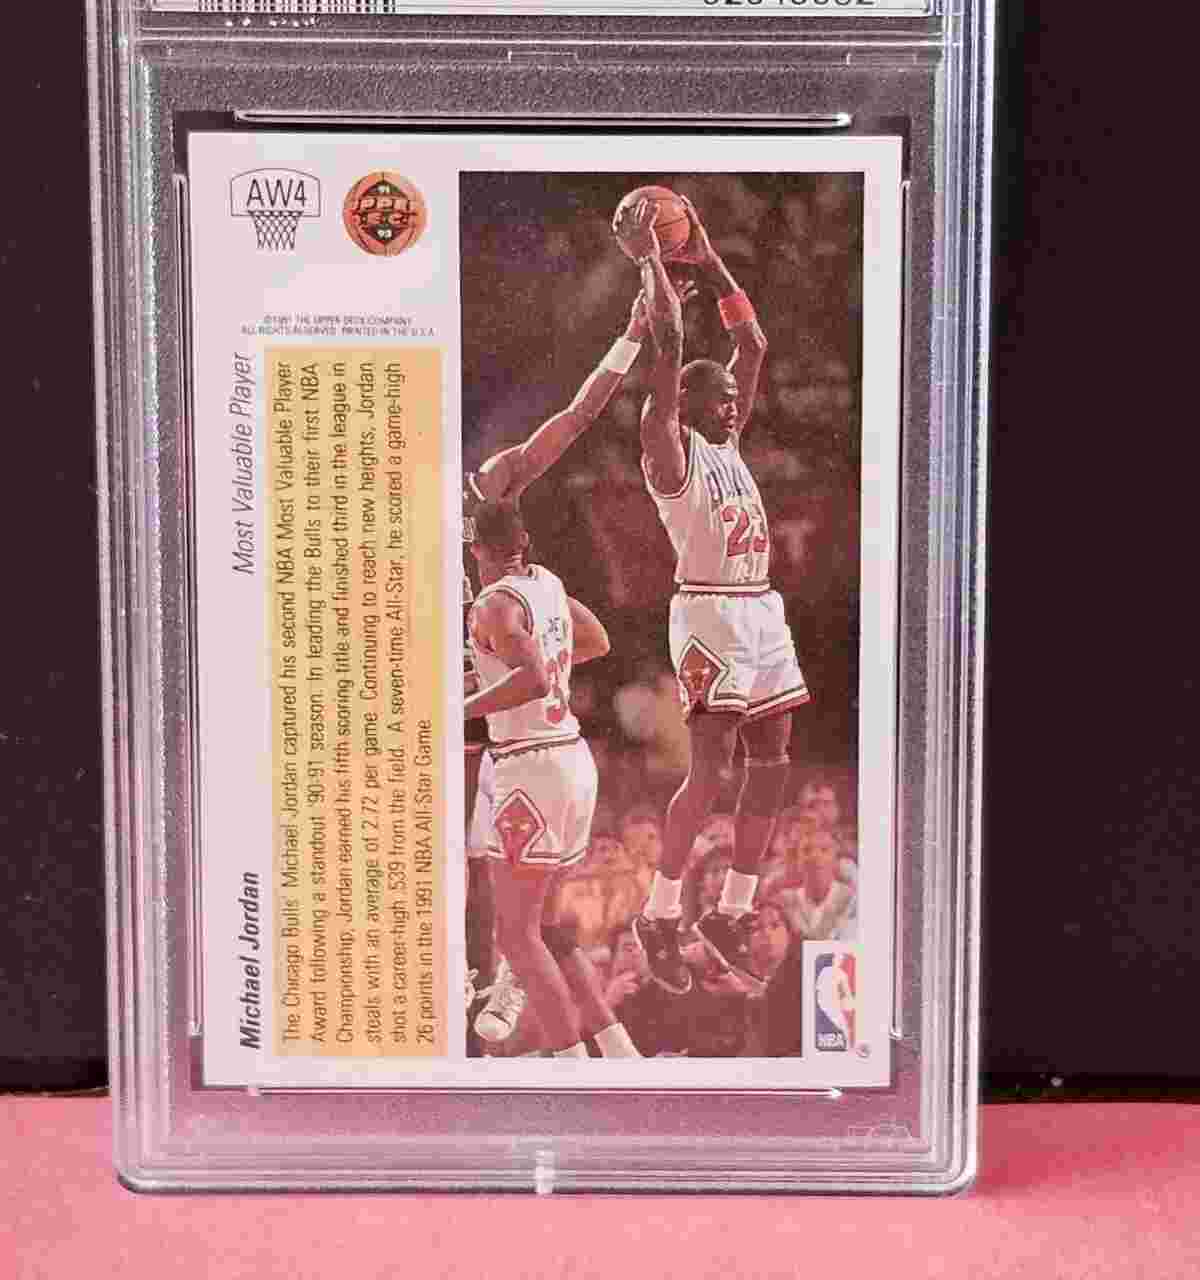 AW4
91
92
©1991 THE UPPER DECK COMPANY
ALL RIGHTS RESERVED. PRINTED IN THE U.S.A.
Michael Jordan
Most Valuable Player
The Chicago Bulls' Michael Jordan captured his second NBA Most Valuable Player
Award following a standout '90-91 season. In leading the Bulls to their first NBA
Championship, Jordan earned his fifth scoring title and finished third in the league in
steals with an average of 2.72 per game. Continuing to reach new heights, Jordan
shot a career-high .539 from the field. A seven-time All-Star, he scored a game-high
26 points in the 1991 NBA All-Star Game
23
NBA